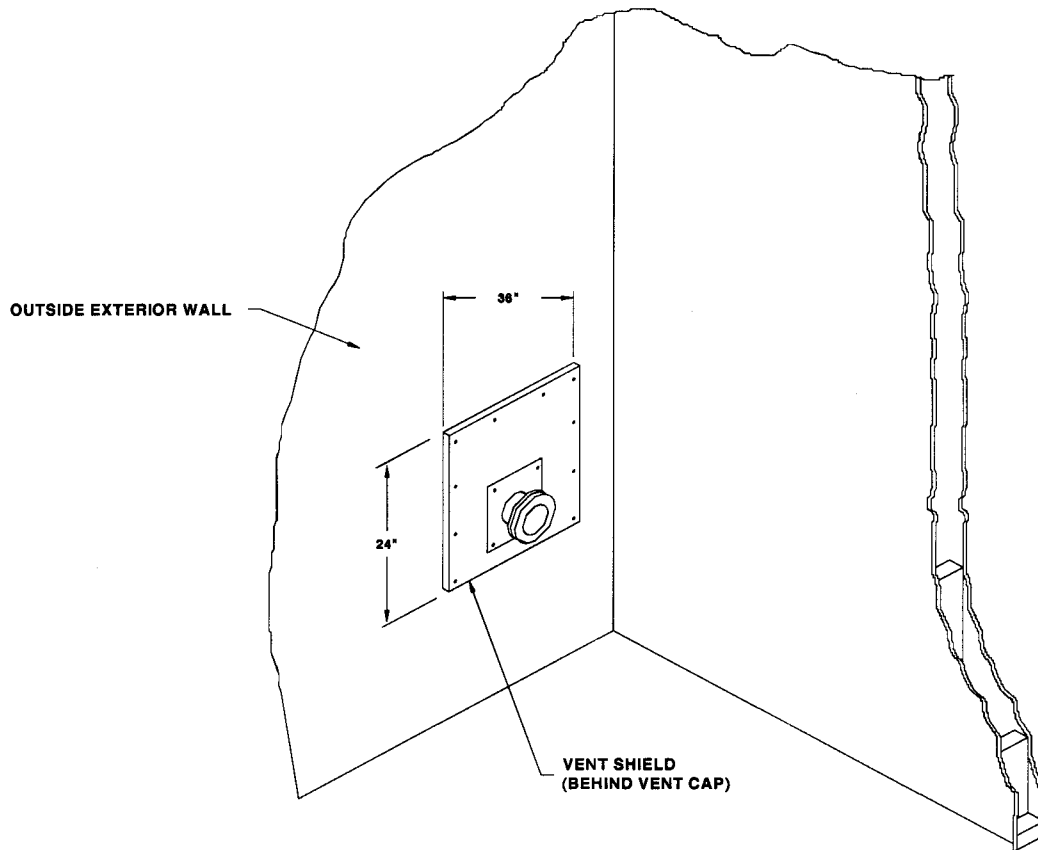 36"
OUTSIDE EXTERIOR WALL
24"
VENT SHIELD
(BEHIND VENT CAP)